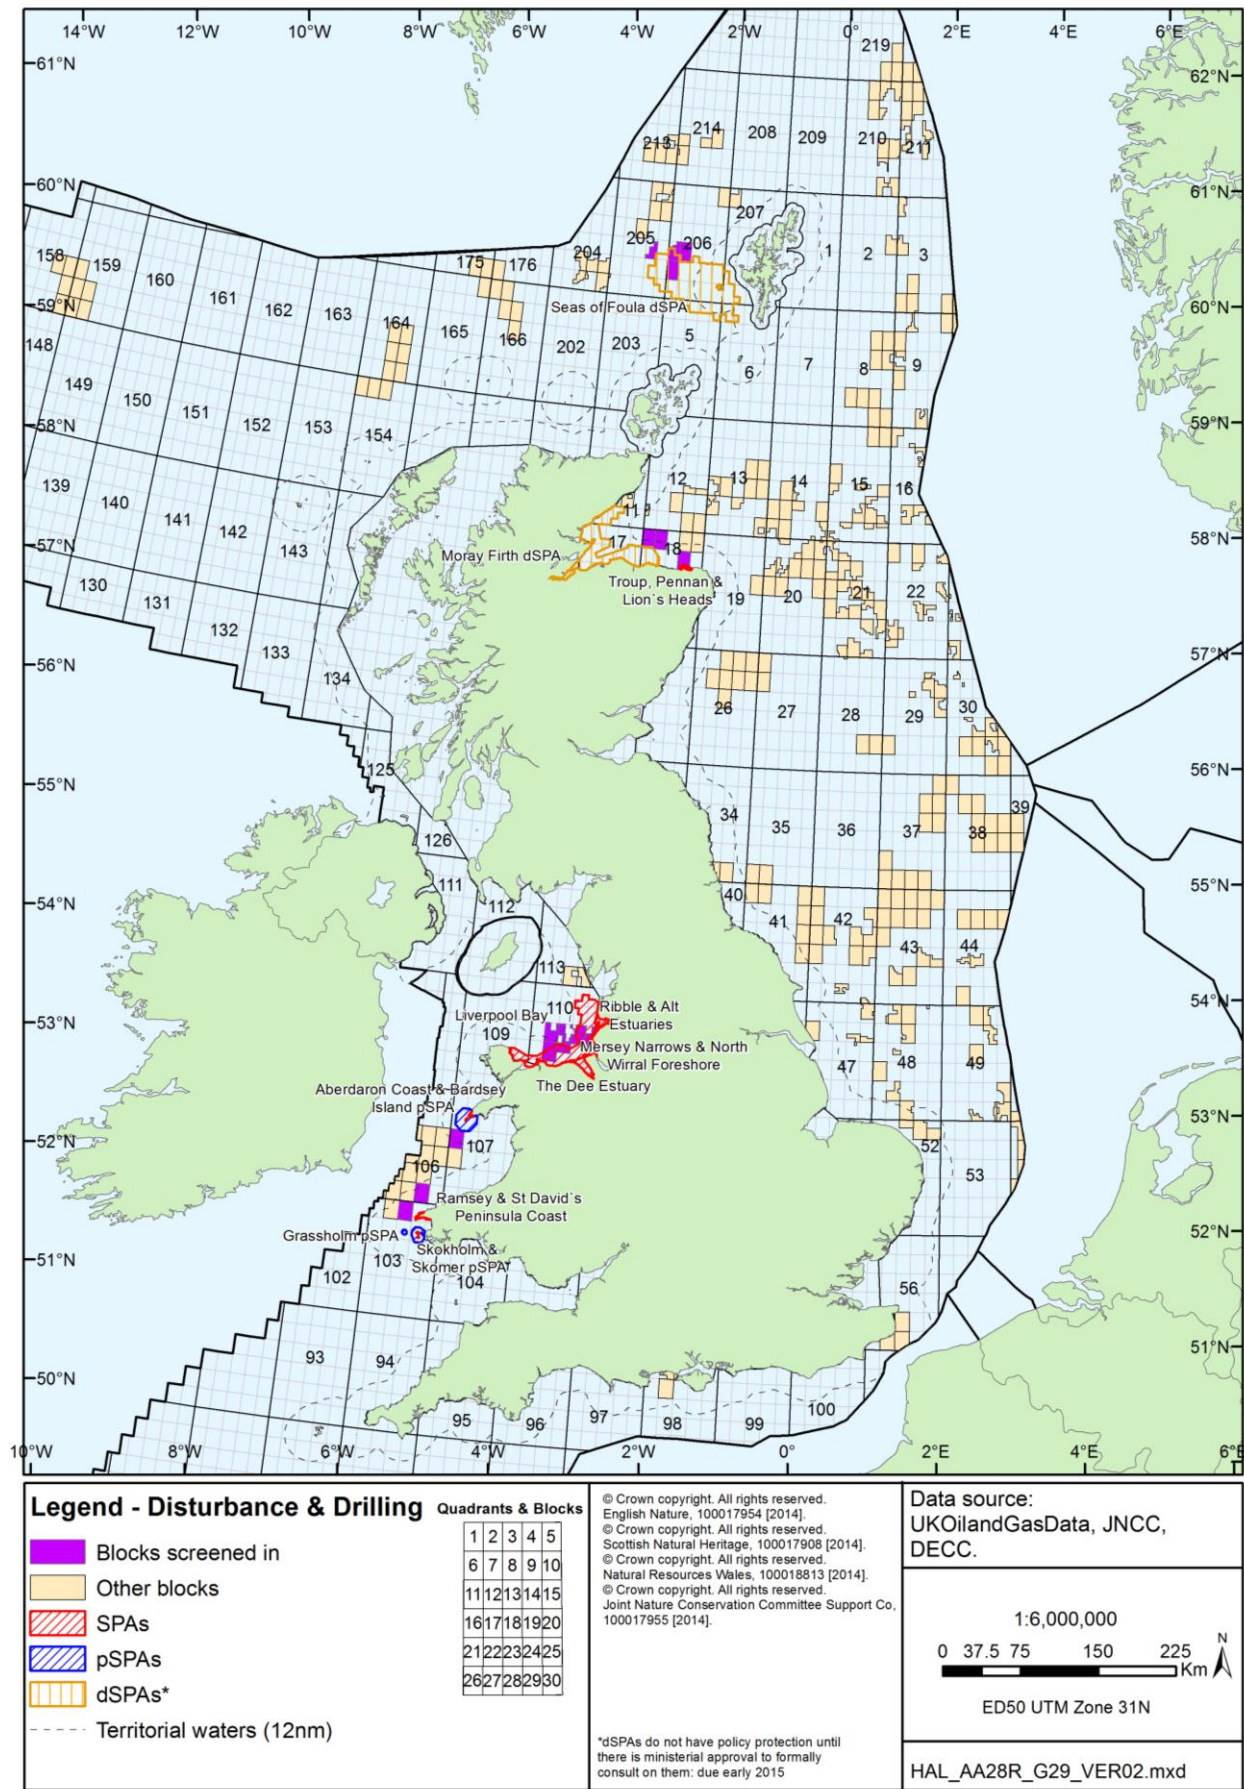 14°W 12°W 10°W 8°W 6°W 4°W 2°W 0° 2°E 4°E 6°E
219
61°N 62°N
213 214 208 209 210 211
60°N 61°N
207
205 206
158 159 160 161 162 163 175 176 204 1 2 3
59°N 60°N
Seas of Foula dSPA
148 164 165 166 202 203 5 6 7 8 9
149 150 151 152 153 154
58°N 59°N
139 140 141 142 143 12 13 14 15 16
11
57°N 58°N
Moray Firth dSPA
17 18
Troup, Pennan &
Lion`s Heads
19 20 21 22
130 131 132 133 134
56°N 57°N
26 27 28 29 30
125
55°N 56°N
34 35 36 37 38 39
126
111 112
54°N 55°N
40 41 42 43 44
113
110
Ribble & Alt
Estuaries
Liverpool Bay
53°N 54°N
109
Mersey Narrows & North
Wirral Foreshore
The Dee Estuary
47 48 49
Aberdaron Coast & Bardsey
Island pSPA
52°N 53°N
107
106
52 53
Ramsey & St David`s
Peninsula Coast
Grassholm pSPA
Skokholm &
Skomer pSPA
51°N 52°N
102 103 104
56
93 94
50°N 51°N
95 96 97 98 99 100
10°W 8°W 6°W 4°W 2°W 0° 2°E 4°E 6°E
Legend - Disturbance & Drilling
Blocks screened in
Other blocks
SPAs
pSPAs
dSPAs*
Territorial waters (12nm)
Quadrants & Blocks
1 2 3 4 5
6 7 8 9 10
11 12 13 14 15
16 17 18 19 20
21 22 23 24 25
26 27 28 29 30
© Crown copyright. All rights reserved.
English Nature, 100017954 [2014].
© Crown copyright. All rights reserved.
Scottish Natural Heritage, 100017908 [2014].
© Crown copyright. All rights reserved.
Natural Resources Wales, 100018813 [2014].
© Crown copyright. All rights reserved.
Joint Nature Conservation Committee Support Co,
100017955 [2014].
*dSPAs do not have policy protection until
there is ministerial approval to formally
consult on them: due early 2015
Data source:
UKOilandGasData, JNCC,
DECC.
1:6,000,000
0 37.5 75 150 225
Km
N
ED50 UTM Zone 31N
HAL_AA28R_G29_VER02.mxd